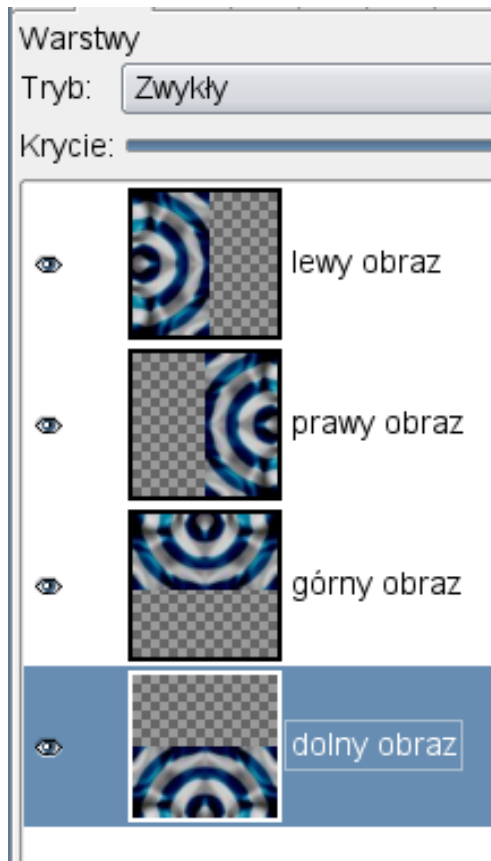 Warstwy
Tryb: Zwykły
Krycie:
lewy obraz
prawy obraz
górny obraz
dolny obraz